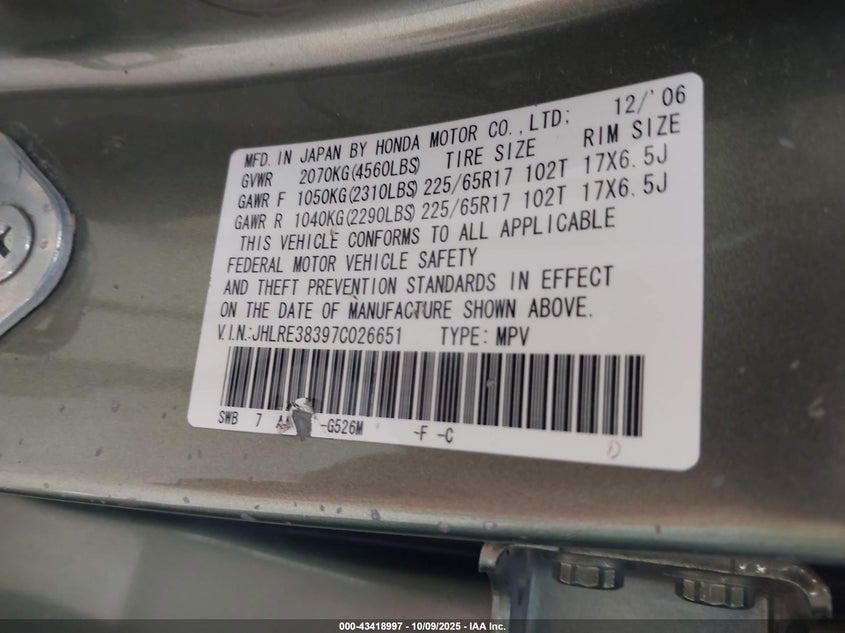 MFD. IN JAPAN BY HONDA MOTOR CO., LTD; 12/'06
GVWR 2070KG(4560LBS) TIRE SIZE RIM SIZE
GAWR F 1050KG(2310LBS) 225/65R17 102T 17X6.5J
GAWR R 1040KG(2290LBS) 225/65R17 102T 17X6.5J
THIS VEHICLE CONFORMS TO ALL APPLICABLE
FEDERAL MOTOR VEHICLE SAFETY
AND THEFT PREVENTION STANDARDS IN EFFECT
ON THE DATE OF MANUFACTURE SHOWN ABOVE.
V.I.N.:JHLRE38397C026651 TYPE: MPV
SWB 7 -G526M -F -C
000-43418997 - 10/09/2025 - IAA Inc.